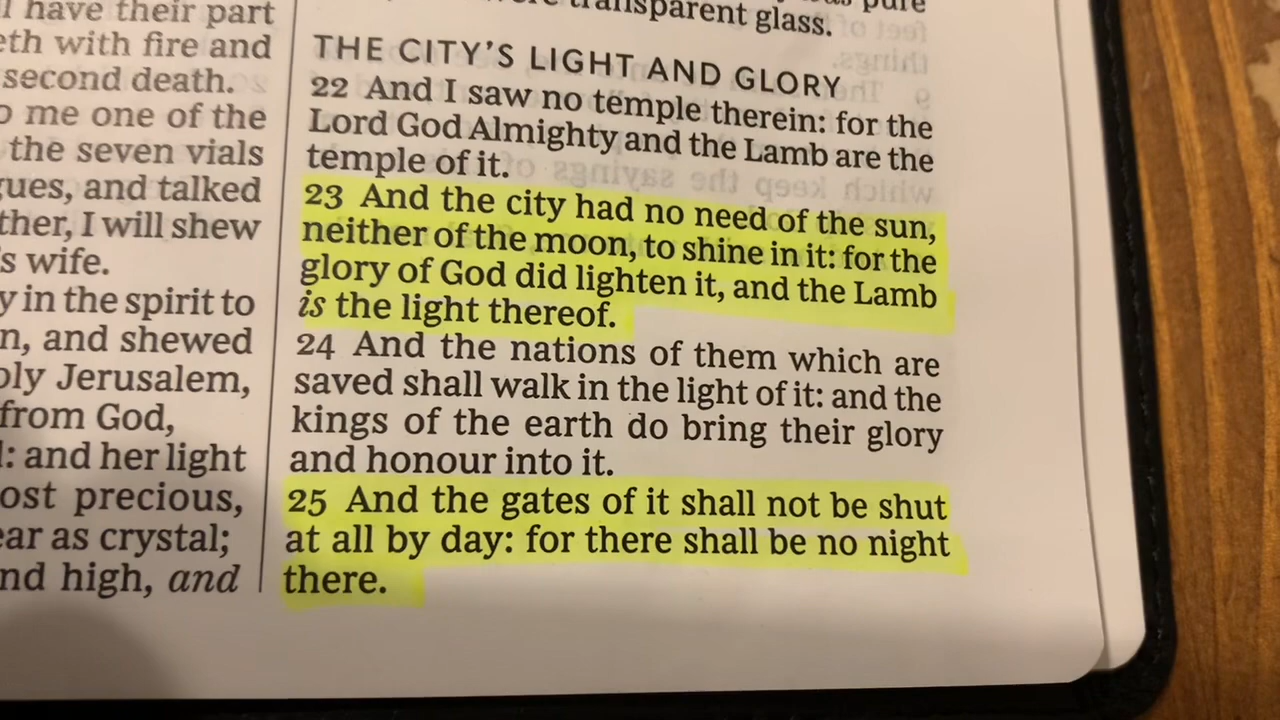 have their part
with fire and
second death.
me one of the
the seven vials
and talked
I will shew
wife.
in the spirit to
and shewed
Jerusalem,
from God,
and her light
precious,
as crystal;
high, and
transparent glass.
THE CITY'S LIGHT AND GLORY
22 And I saw no temple therein: for the
Lord God Almighty and the Lamb are the
temple of it.
23 And the city had no need of the sun,
neither of the moon, to shine in it: for the
glory of God did lighten it, and the Lamb
is the light thereof.
24 And the nations of them which are
saved shall walk in the light of it: and the
kings of the earth do bring their glory
and honour into it.
25 And the gates of it shall not be shut
at all by day: for there shall be no night
there.